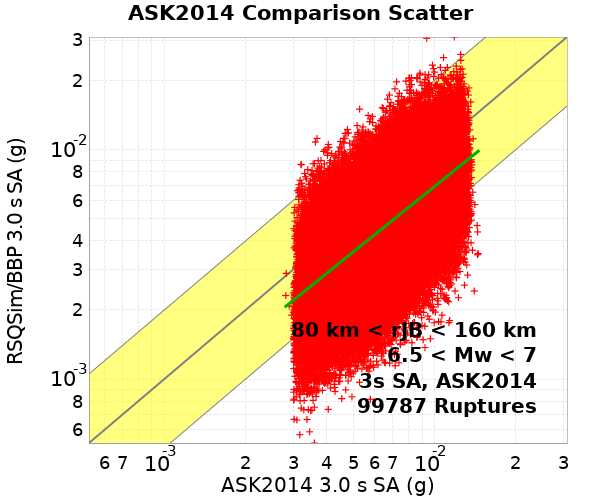 ASK2014 Comparison Scatter
RSQSim/BBP 3.0 s SA (g)
3
2
10-2
8
6
4
3
2
10-3
8
6
80 km < rJB < 160 km
6.5 < Mw < 7
3s SA, ASK2014
99787 Ruptures
6 7 10-3 2 3 4 5 6 7 10-2 2 3
ASK2014 3.0 s SA (g)